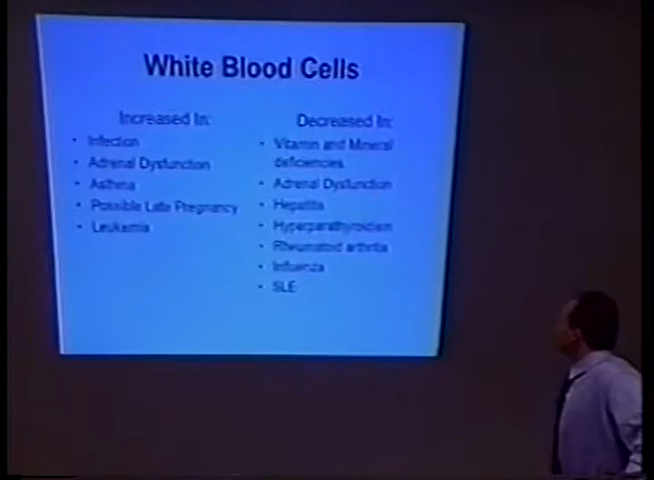 White Blood Cells
Increased In:
• Infection
• Adrenal Dysfunction
• Asthma
• Possible Late Pregnancy
• Leukemia
Decreased In:
• Vitamin and Mineral
deficiencies
• Adrenal Dysfunction
• Hepatitis
• Hyperparathyroidism
• Rheumatoid arthritis
• Influenza
• SLE